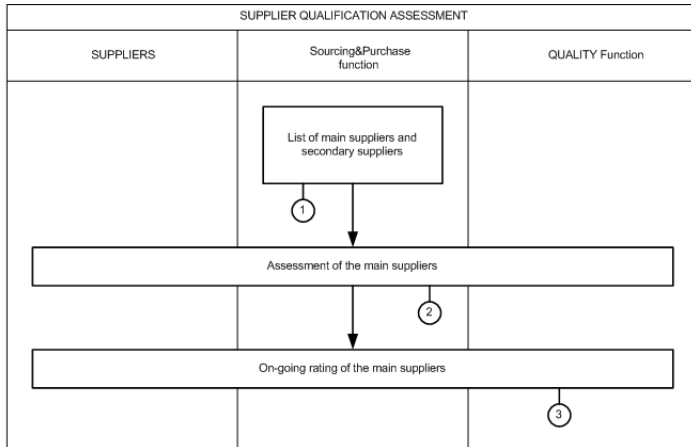 SUPPLIER QUALIFICATION ASSESSMENT
SUPPLIERS
Sourcing&Purchase
function
QUALITY Function
List of main suppliers and
secondary suppliers
1
Assessment of the main suppliers
2
On-going rating of the main suppliers
3